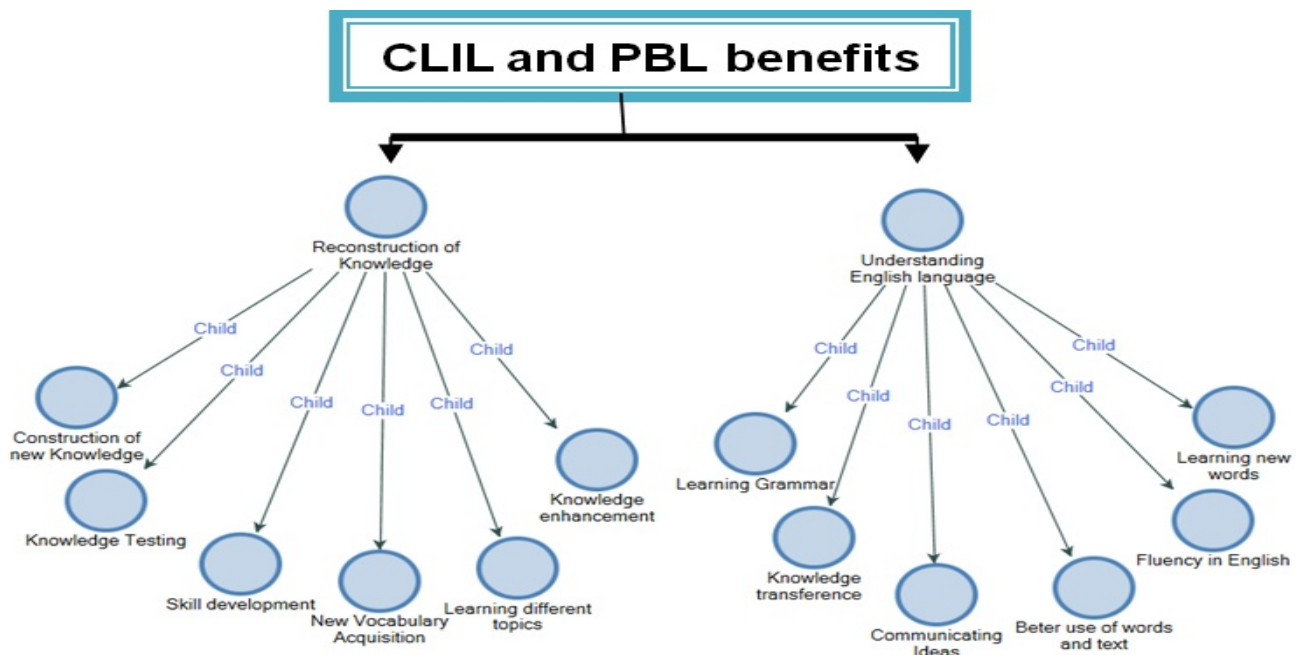 CLIL and PBL benefits
Reconstruction of
Knowledge
Understanding
English language
Child
Child
Child
Child
Child
Child
Child
Child
Child
Child
Child
Child
Construction of
new Knowledge
Knowledge Testing
Skill development
New Vocabulary
Acquisition
Learning different
topics
Knowledge
enhancement
Learning Grammar
Knowledge
transference
Communicating
Ideas
Beter use of words
and text
Fluency in English
Learning new
words